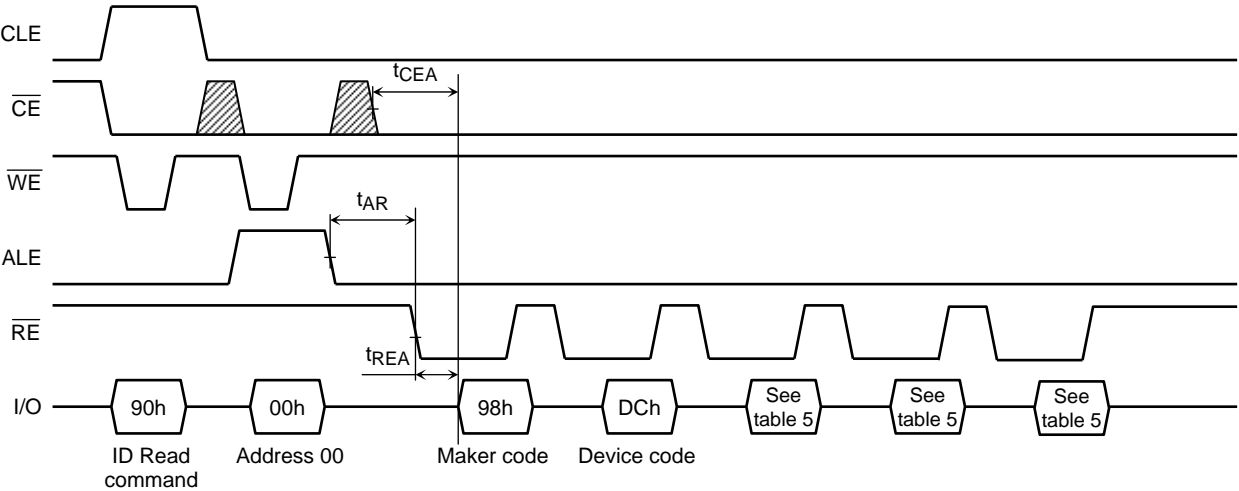 CLE
tCEA
CE
WE
tAR
ALE
RE
tREA
I/O
90h
00h
98h
DCh
See
table 5
See
table 5
See
table 5
ID Read
command
Address 00
Maker code
Device code